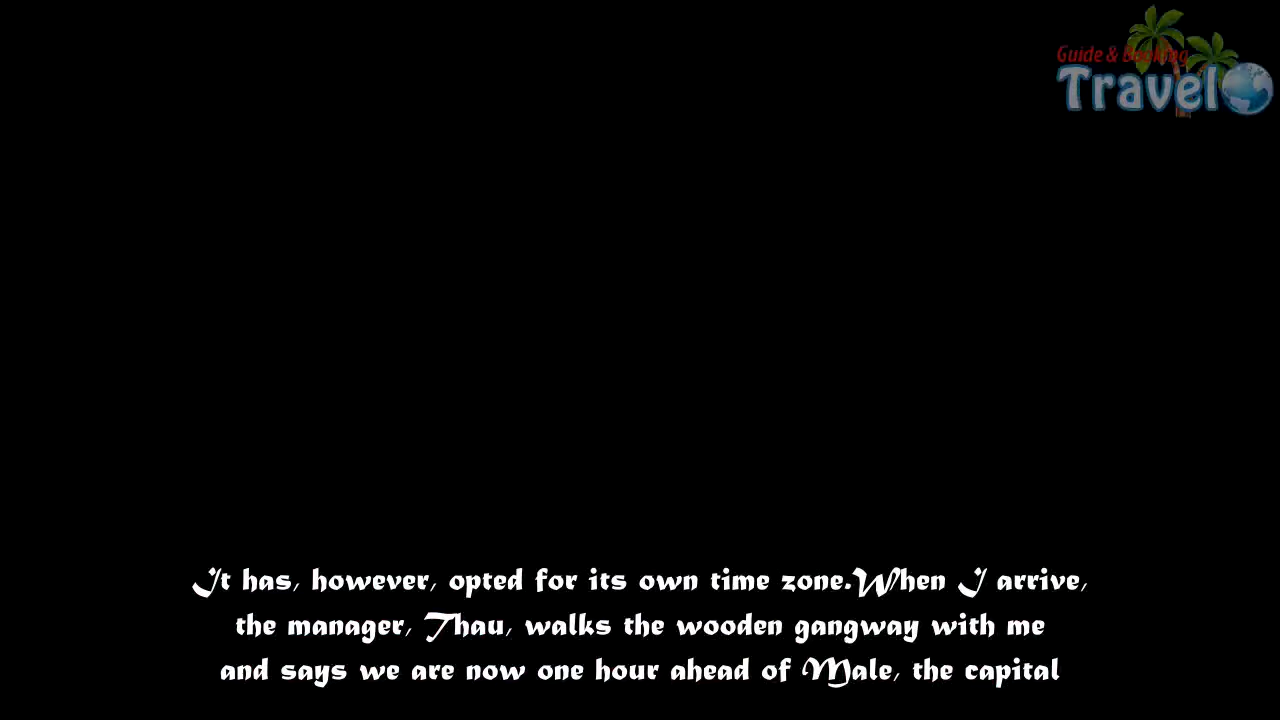 Guide & Booking
Travel
It has, however, opted for its own time zone.When I arrive,
the manager, Thau, walks the wooden gangway with me
and says we are now one hour ahead of Male, the capital